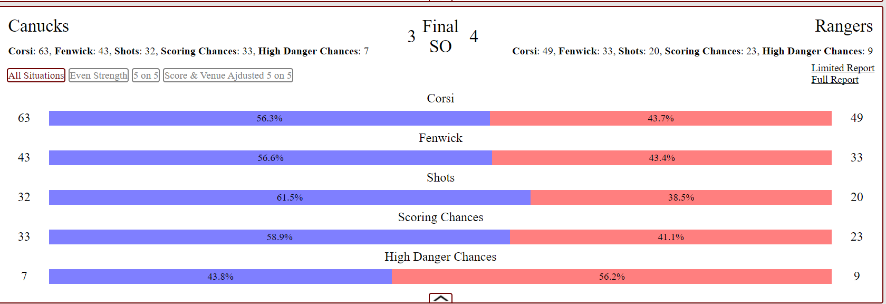 Canucks
3 Final 4
SO
Rangers
Corsi: 63, Fenwick: 43, Shots: 32, Scoring Chances: 33, High Danger Chances: 7
Corsi: 49, Fenwick: 33, Shots: 20, Scoring Chances: 23, High Danger Chances: 9
All Situations Even Strength 5 on 5 Score & Venue Ajdusted 5 on 5
Limited Report
Full Report
Corsi
63 56.3% 43.7% 49
Fenwick
43 56.6% 43.4% 33
Shots
32 61.5% 38.5% 20
Scoring Chances
33 58.9% 41.1% 23
High Danger Chances
7 43.8% 56.2% 9